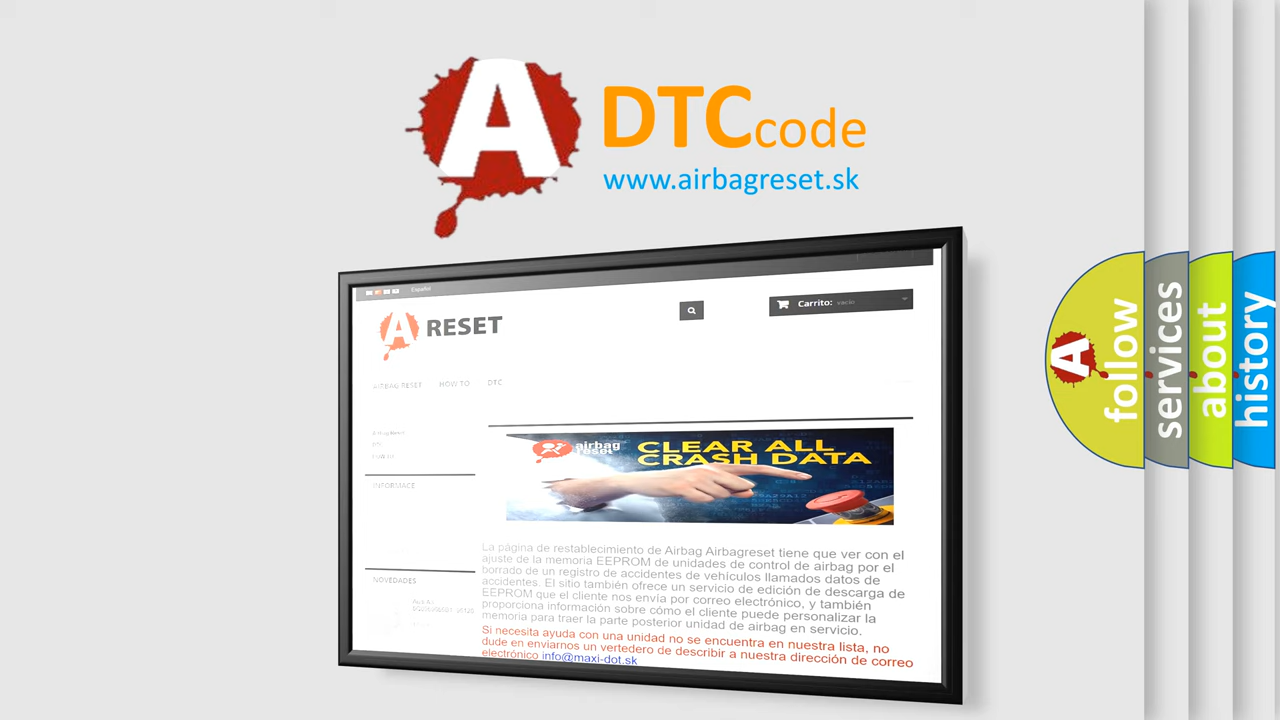 A
DTCcode
www.airbagreset.sk
Español
A RESET
Carrito: vacío
AIRBAG RESET HOW TO DTC
Airbag Reset
DTC
INFORMACE
airbag
reset
CLEAR ALL
CRASH DATA
La página de restablecimiento de Airbag Airbagreset tiene que ver con el
ajuste de la memoria EEPROM de unidades de control de airbag por el
borrado de un registro de accidentes de vehículos llamados datos de
accidentes. El sitio también ofrece un servicio de edición de descarga de
EEPROM que el cliente nos envía por correo electrónico, y también
proporciona información sobre cómo el cliente puede personalizar la
memoria para traer la parte posterior unidad de airbag en servicio.
Si necesita ayuda con una unidad no se encuentra en nuestra lista, no
dude en enviarnos un vertedero de describir a nuestra dirección de correo
electrónico info@maxi-dot.sk
NOVEDADES
A
follow
services
about
history